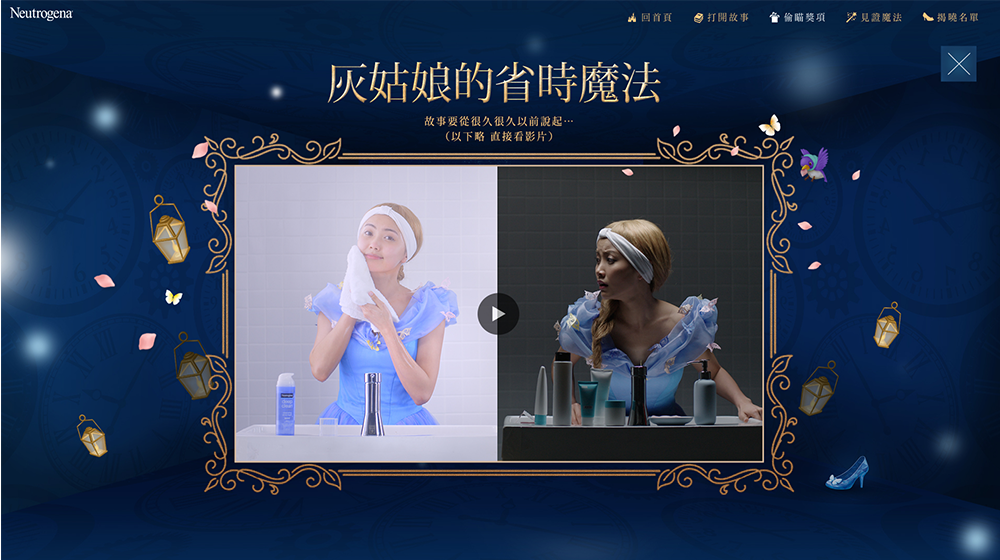 Neutrogena
回首頁
打開故事
偷瞄獎項
見證魔法
揭曉名單
灰姑娘的省時魔法
故事要從很久很久以前說起…
（以下略 直接看影片）
Neutrogena